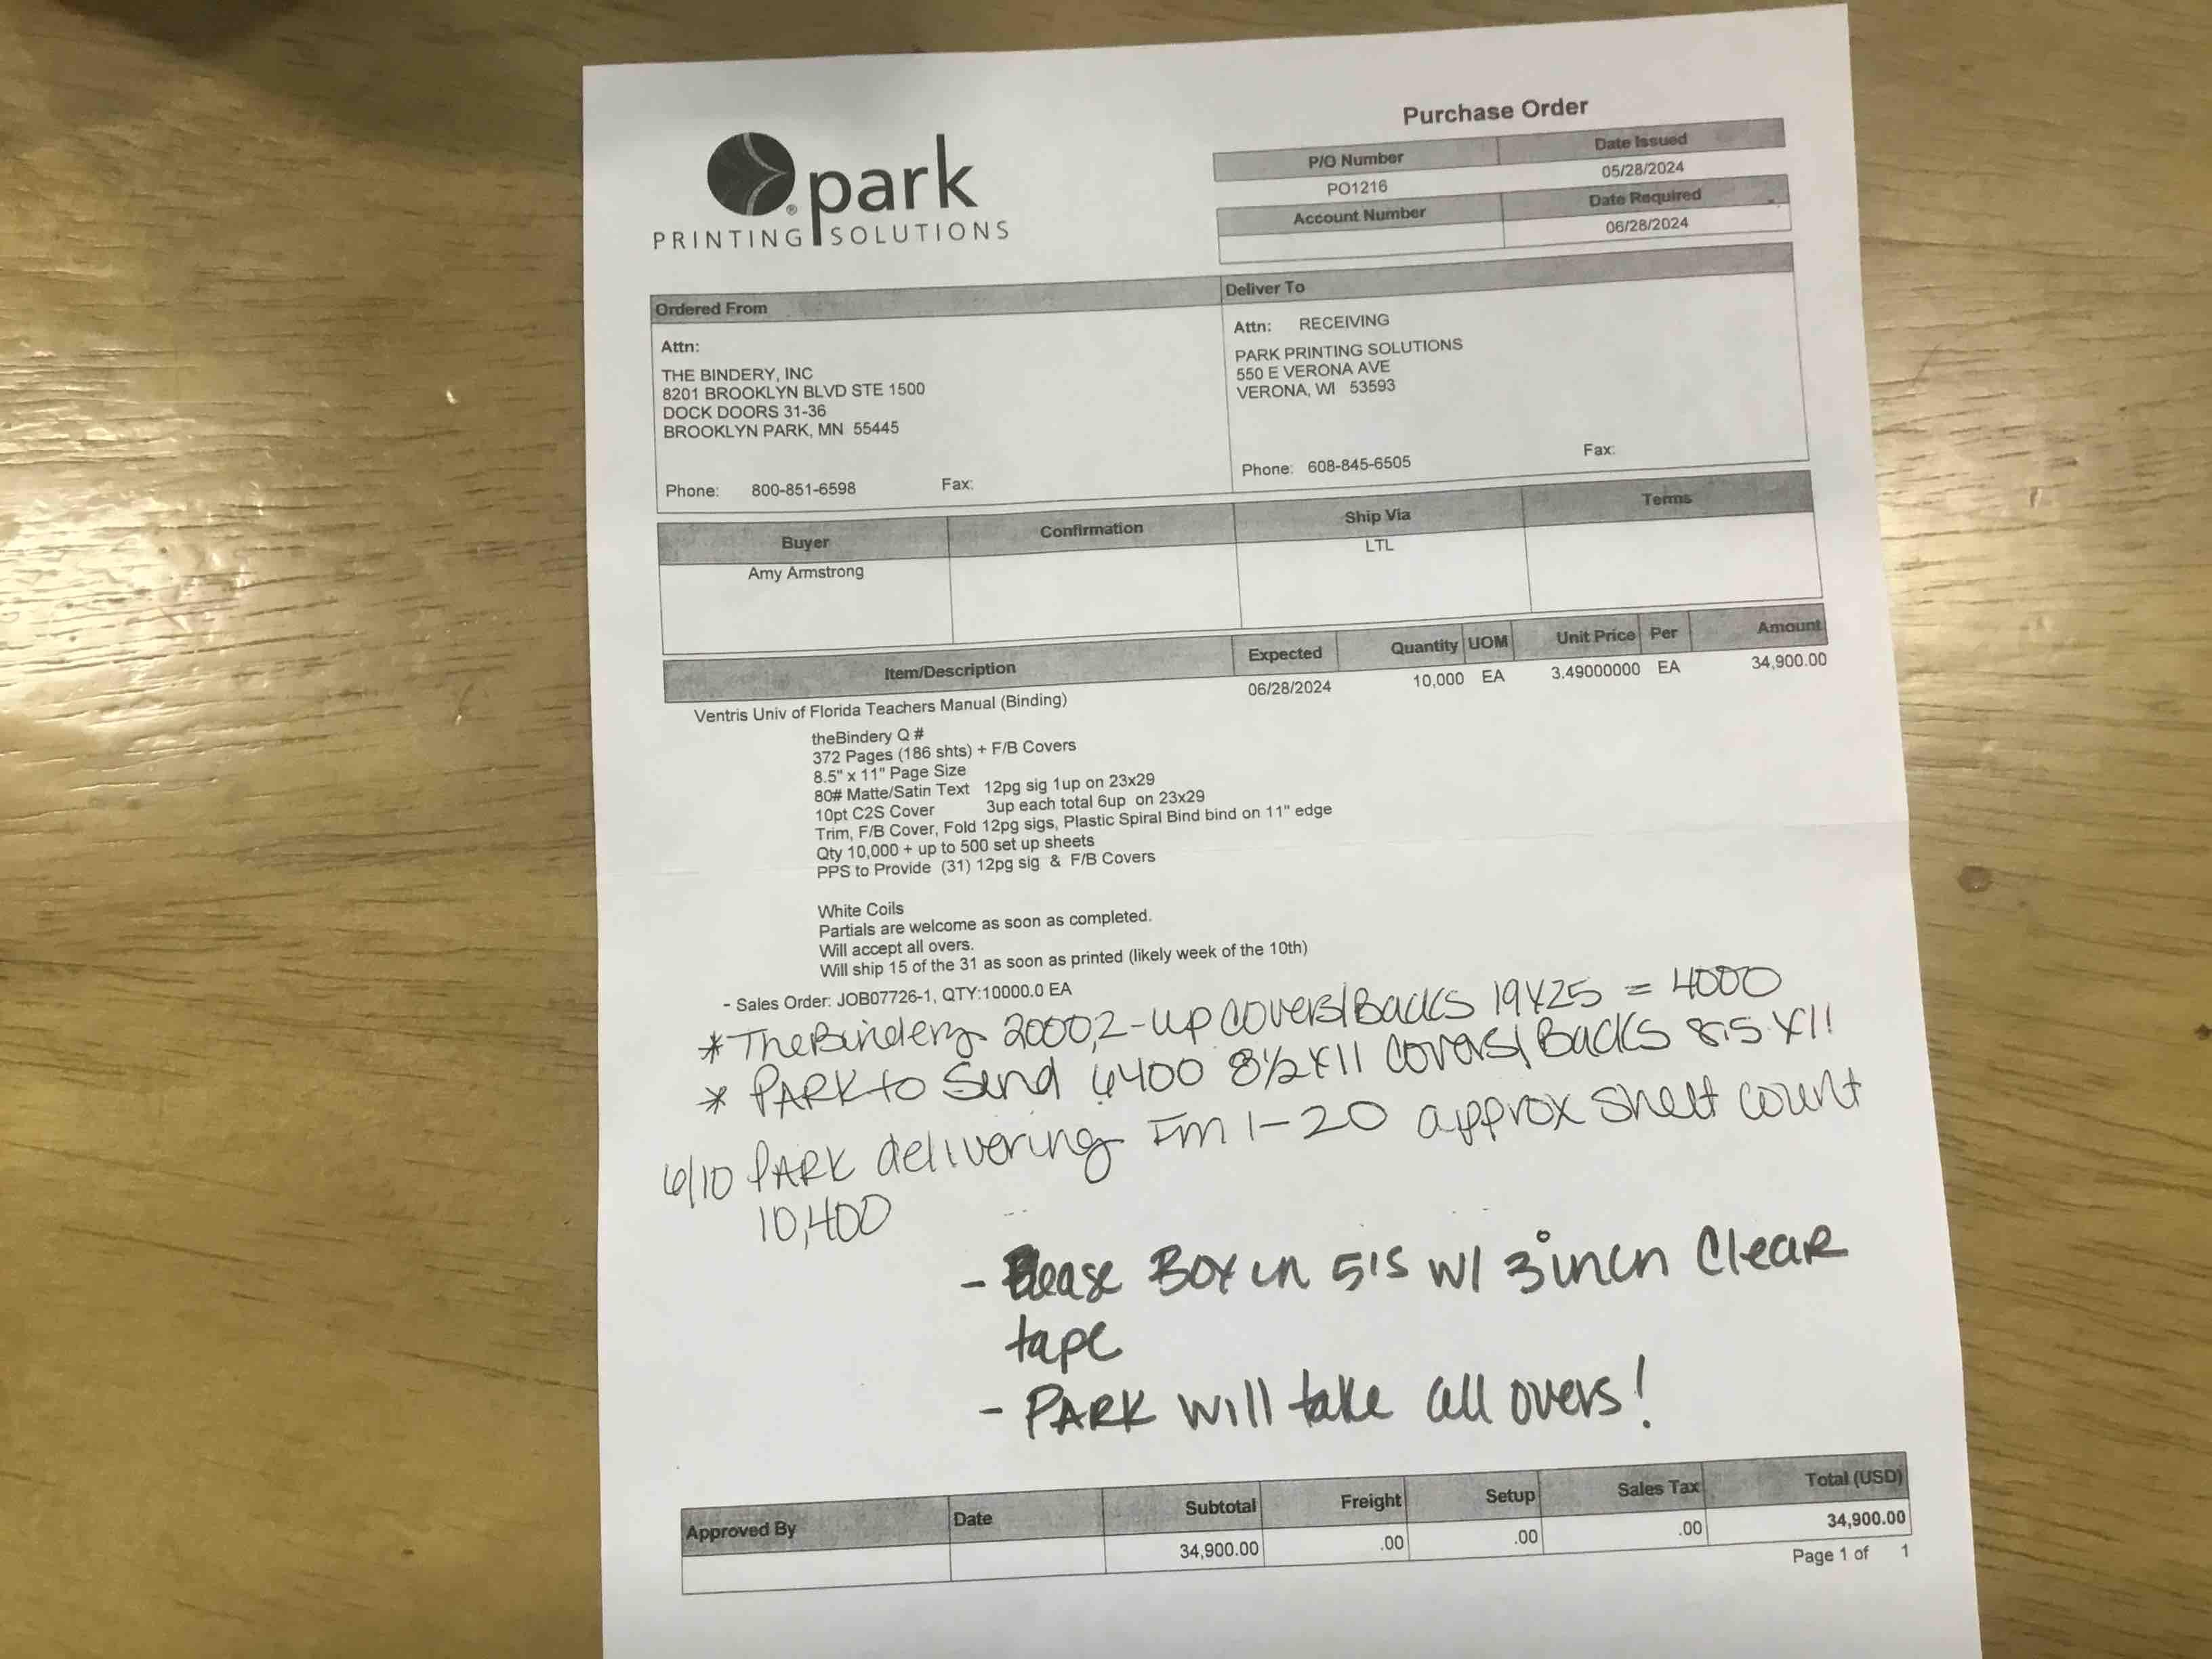 park
PRINTING SOLUTIONS
®
Purchase Order
P/O Number Date Issued
PO1216 05/28/2024
Account Number Date Required
06/28/2024
Ordered From Deliver To
Attn: Attn: RECEIVING
THE BINDERY, INC PARK PRINTING SOLUTIONS
8201 BROOKLYN BLVD STE 1500 550 E VERONA AVE
DOCK DOORS 31-36 VERONA, WI 53593
BROOKLYN PARK, MN 55445
Phone: 800-851-6598 Fax: Phone: 608-845-6505 Fax:
Buyer Confirmation Ship Via Terms
Amy Armstrong LTL
Item/Description Expected Quantity UOM Unit Price Per Amount
Ventris Univ of Florida Teachers Manual (Binding) 06/28/2024 10,000 EA 3.49000000 EA 34,900.00
theBindery Q #
372 Pages (186 shts) + F/B Covers
8.5" x 11" Page Size
80# Matte/Satin Text 12pg sig 1up on 23x29
10pt C2S Cover 3up each total 6up on 23x29
Trim, F/B Cover, Fold 12pg sigs, Plastic Spiral Bind bind on 11" edge
Qty 10,000 + up to 500 set up sheets
PPS to Provide (31) 12pg sig & F/B Covers
White Coils
Partials are welcome as soon as completed.
Will accept all overs.
Will ship 15 of the 31 as soon as printed (likely week of the 10th)
- Sales Order: JOB07726-1, QTY:10000.0 EA
* TheBindery 2000, 2-up Covers/Backs 19X25 = 4000
* PARK to Send 6400 8½X11 Covers/Backs 8.5 X 11
6/10 PARK delivering Fm 1-20 approx sheet count
10,400
- Please Box in 5's w/ 3 inch Clear
tape
- PARK will take all overs!
Approved By Date Subtotal Freight Setup Sales Tax Total (USD)
34,900.00 .00 .00 .00 34,900.00
Page 1 of 1